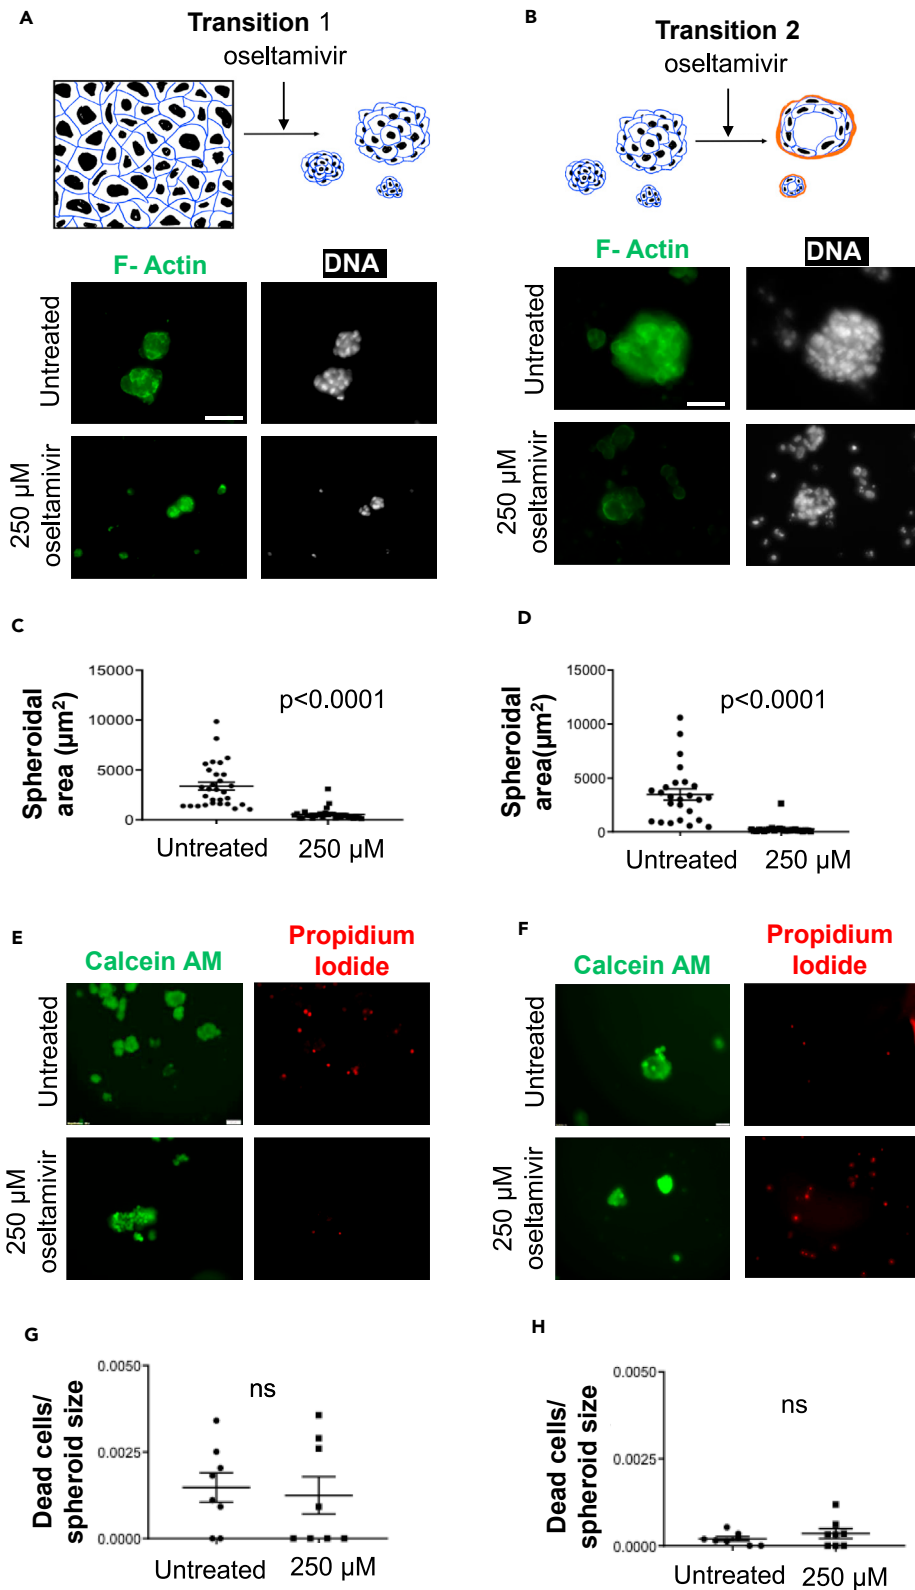 A
Transition 1
oseltamivir
B
Transition 2
oseltamivir
F- Actin
DNA
Untreated
250 µM
oseltamivir
F- Actin
DNA
Untreated
250 µM
oseltamivir
C
Spheroidal
area (µm²)
15000
10000
5000
0
p<0.0001
Untreated
250 µM
D
Spheroidal
area(µm²)
15000
10000
5000
0
p<0.0001
Untreated
250 µM
E
Calcein AM
Propidium
Iodide
Untreated
250 µM
oseltamivir
F
Calcein AM
Propidium
Iodide
Untreated
250 µM
oseltamivir
G
Dead cells/
spheroid size
0.0050
0.0025
0.0000
ns
Untreated
250 µM
H
Dead cells/
spheroid size
0.0050
0.0025
0.0000
ns
Untreated
250 µM